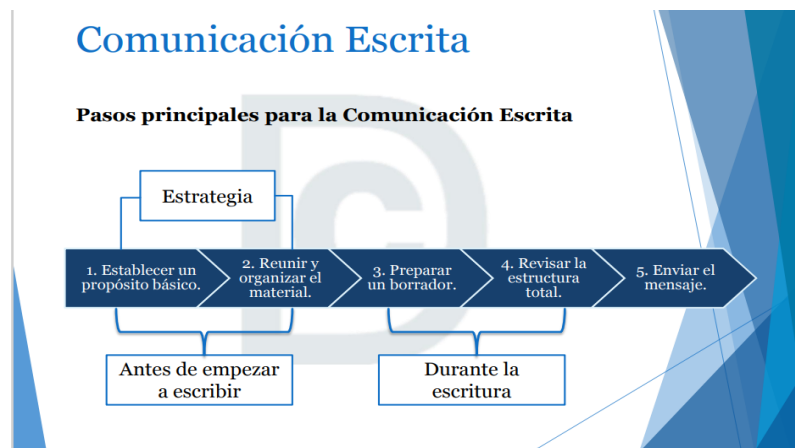 Comunicación Escrita
Pasos principales para la Comunicación Escrita
Estrategia
1. Establecer un
propósito básico.
2. Reunir y
organizar el
material.
3. Preparar
un borrador.
4. Revisar la
estructura
total.
5. Enviar el
mensaje.
Antes de empezar
a escribir
Durante la
escritura